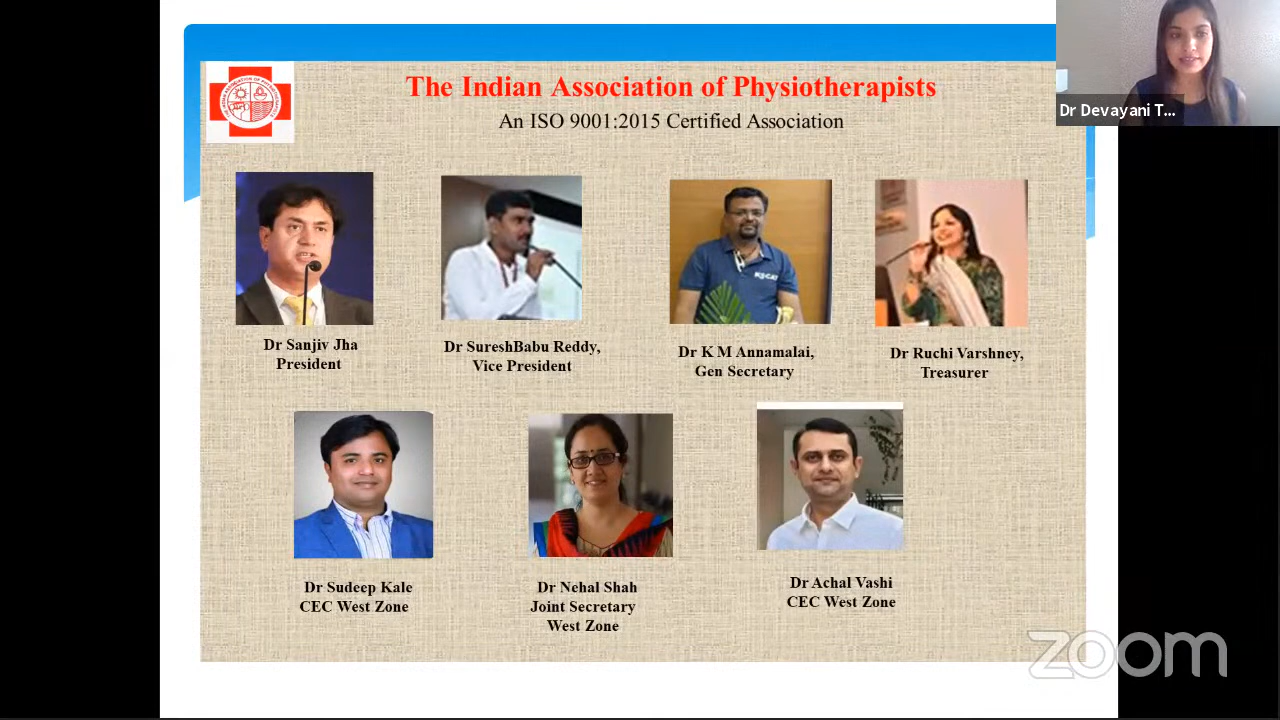 The Indian Association of Physiotherapists
An ISO 9001:2015 Certified Association
Dr Devayani T...
Dr Sanjiv Jha
President
Dr SureshBabu Reddy,
Vice President
Dr K M Annamalai,
Gen Secretary
Dr Ruchi Varshney,
Treasurer
Dr Sudeep Kale
CEC West Zone
Dr Nehal Shah
Joint Secretary
West Zone
Dr Achal Vashi
CEC West Zone
zoom